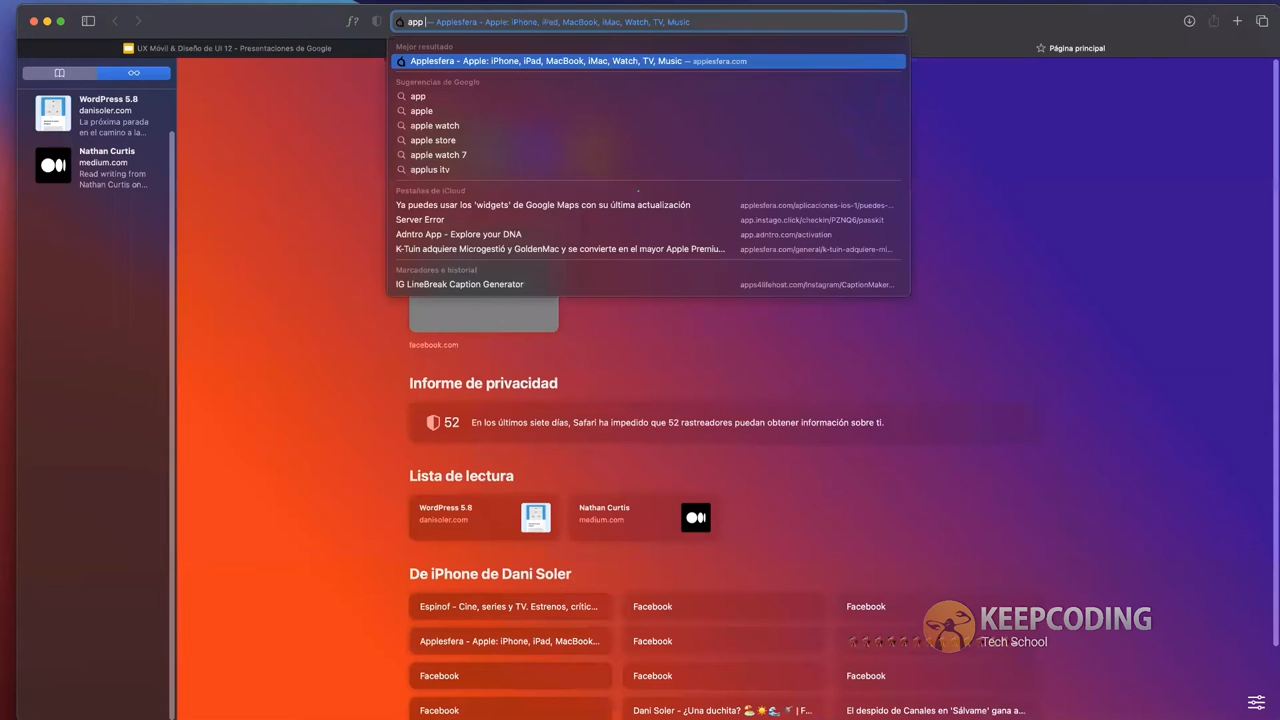 app — Applesfera - Apple: iPhone, iPad, MacBook, iMac, Watch, TV, Music
UX Móvil & Diseño de UI 12 - Presentaciones de Google
Página principal
Mejor resultado
Applesfera - Apple: iPhone, iPad, MacBook, iMac, Watch, TV, Music — applesfera.com
Sugerencias de Google
app
apple
apple watch
apple store
apple watch 7
applus itv
Pestañas de iCloud
Ya puedes usar los 'widgets' de Google Maps con su última actualización applesfera.com/aplicaciones-ios-1/puedes-...
Server Error app.instago.click/checkin/PZNQ6/passkit
Adntro App - Explore your DNA app.adntro.com/activation
K-Tuin adquiere Microgestió y GoldenMac y se convierte en el mayor Apple Premiu... applesfera.com/general/k-tuin-adquiere-mi...
Marcadores e historial
IG LineBreak Caption Generator apps4lifehost.com/Instagram/CaptionMaker...
WordPress 5.8
danisoler.com
La próxima parada
en el camino a la...
Nathan Curtis
medium.com
Read writing from
Nathan Curtis on...
facebook.com
Informe de privacidad
52 En los últimos siete días, Safari ha impedido que 52 rastreadores puedan obtener información sobre ti.
Lista de lectura
WordPress 5.8
danisoler.com
Nathan Curtis
medium.com
De iPhone de Dani Soler
Espinof - Cine, series y TV. Estrenos, crític... Facebook Facebook
Applesfera - Apple: iPhone, iPad, MacBook... Facebook
Facebook Facebook Facebook
Facebook Dani Soler - ¿Una duchita? 🏖️☀️🌊🚿 | F... El despido de Canales en 'Sálvame' gana a...
KEEPCODING
Tech School